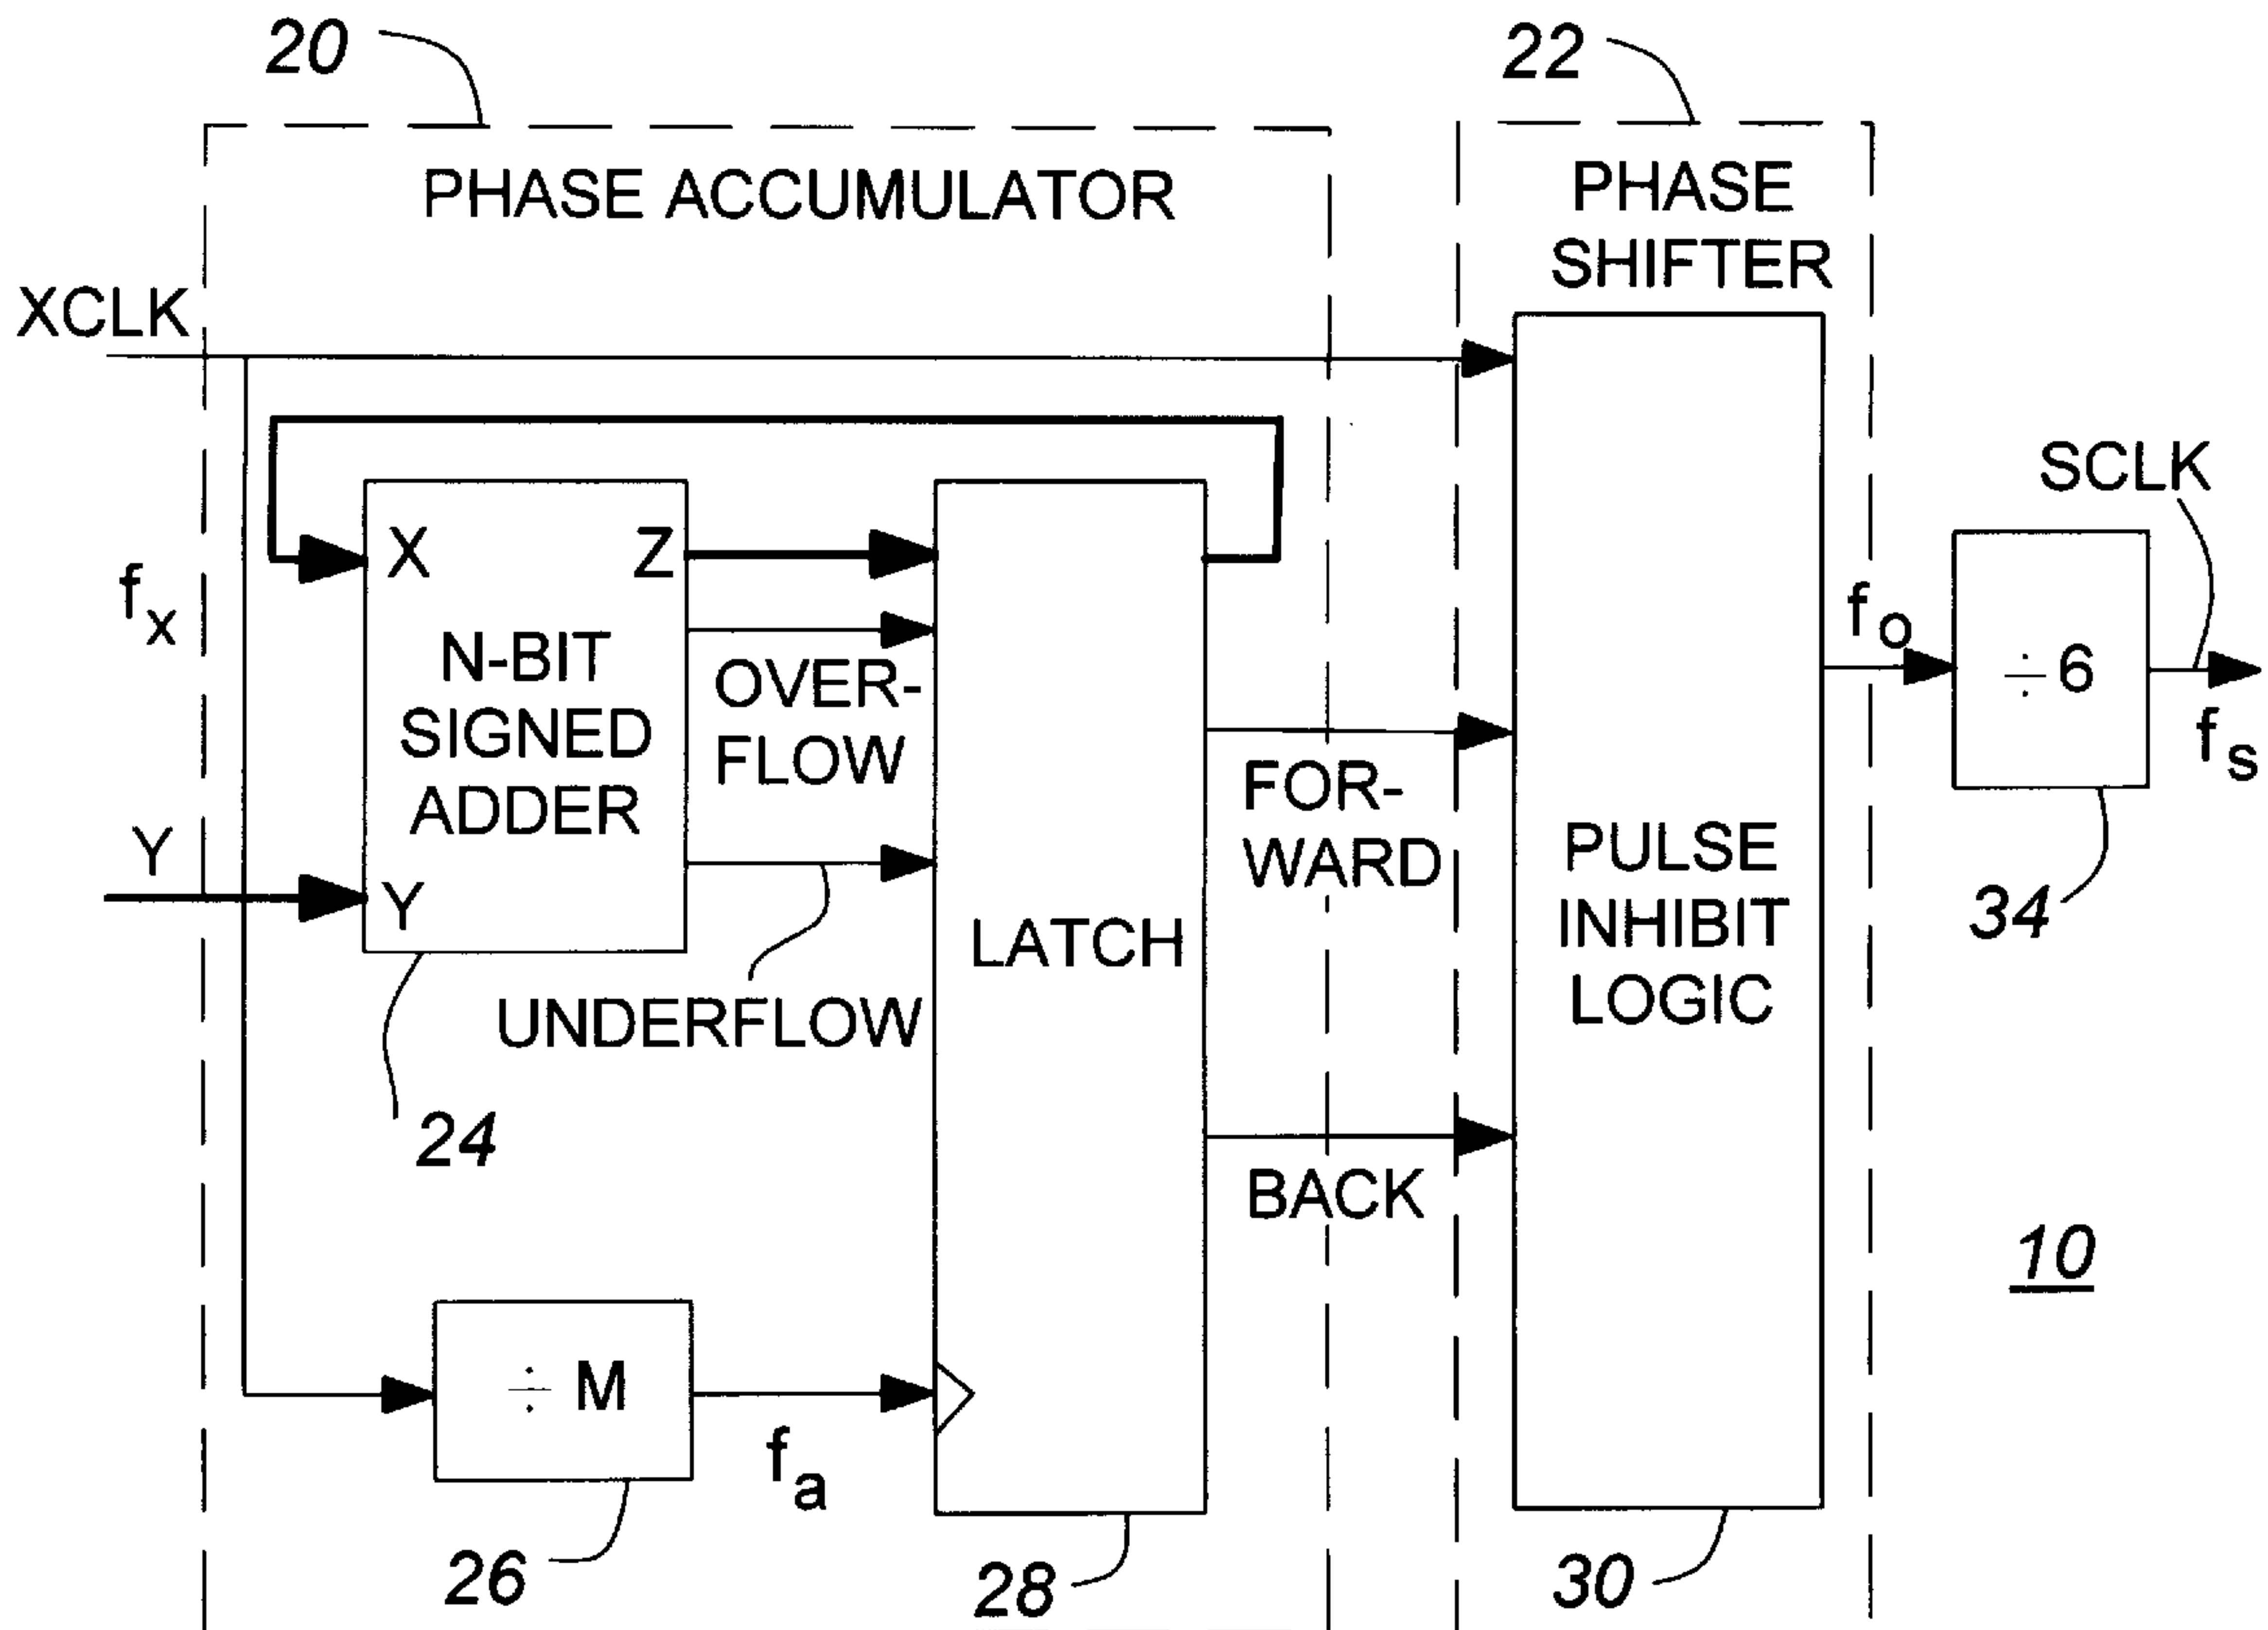 20
22
PHASE ACCUMULATOR
PHASE
SHIFTER
XCLK
SCLK
X
Z
fx
N-BIT
SIGNED
ADDER
OVER-
FLOW
fo
÷6
fs
FOR-
WARD
Y
Y
PULSE
INHIBIT
LOGIC
34
LATCH
UNDERFLOW
24
BACK
10
÷ M
fa
26
28
30